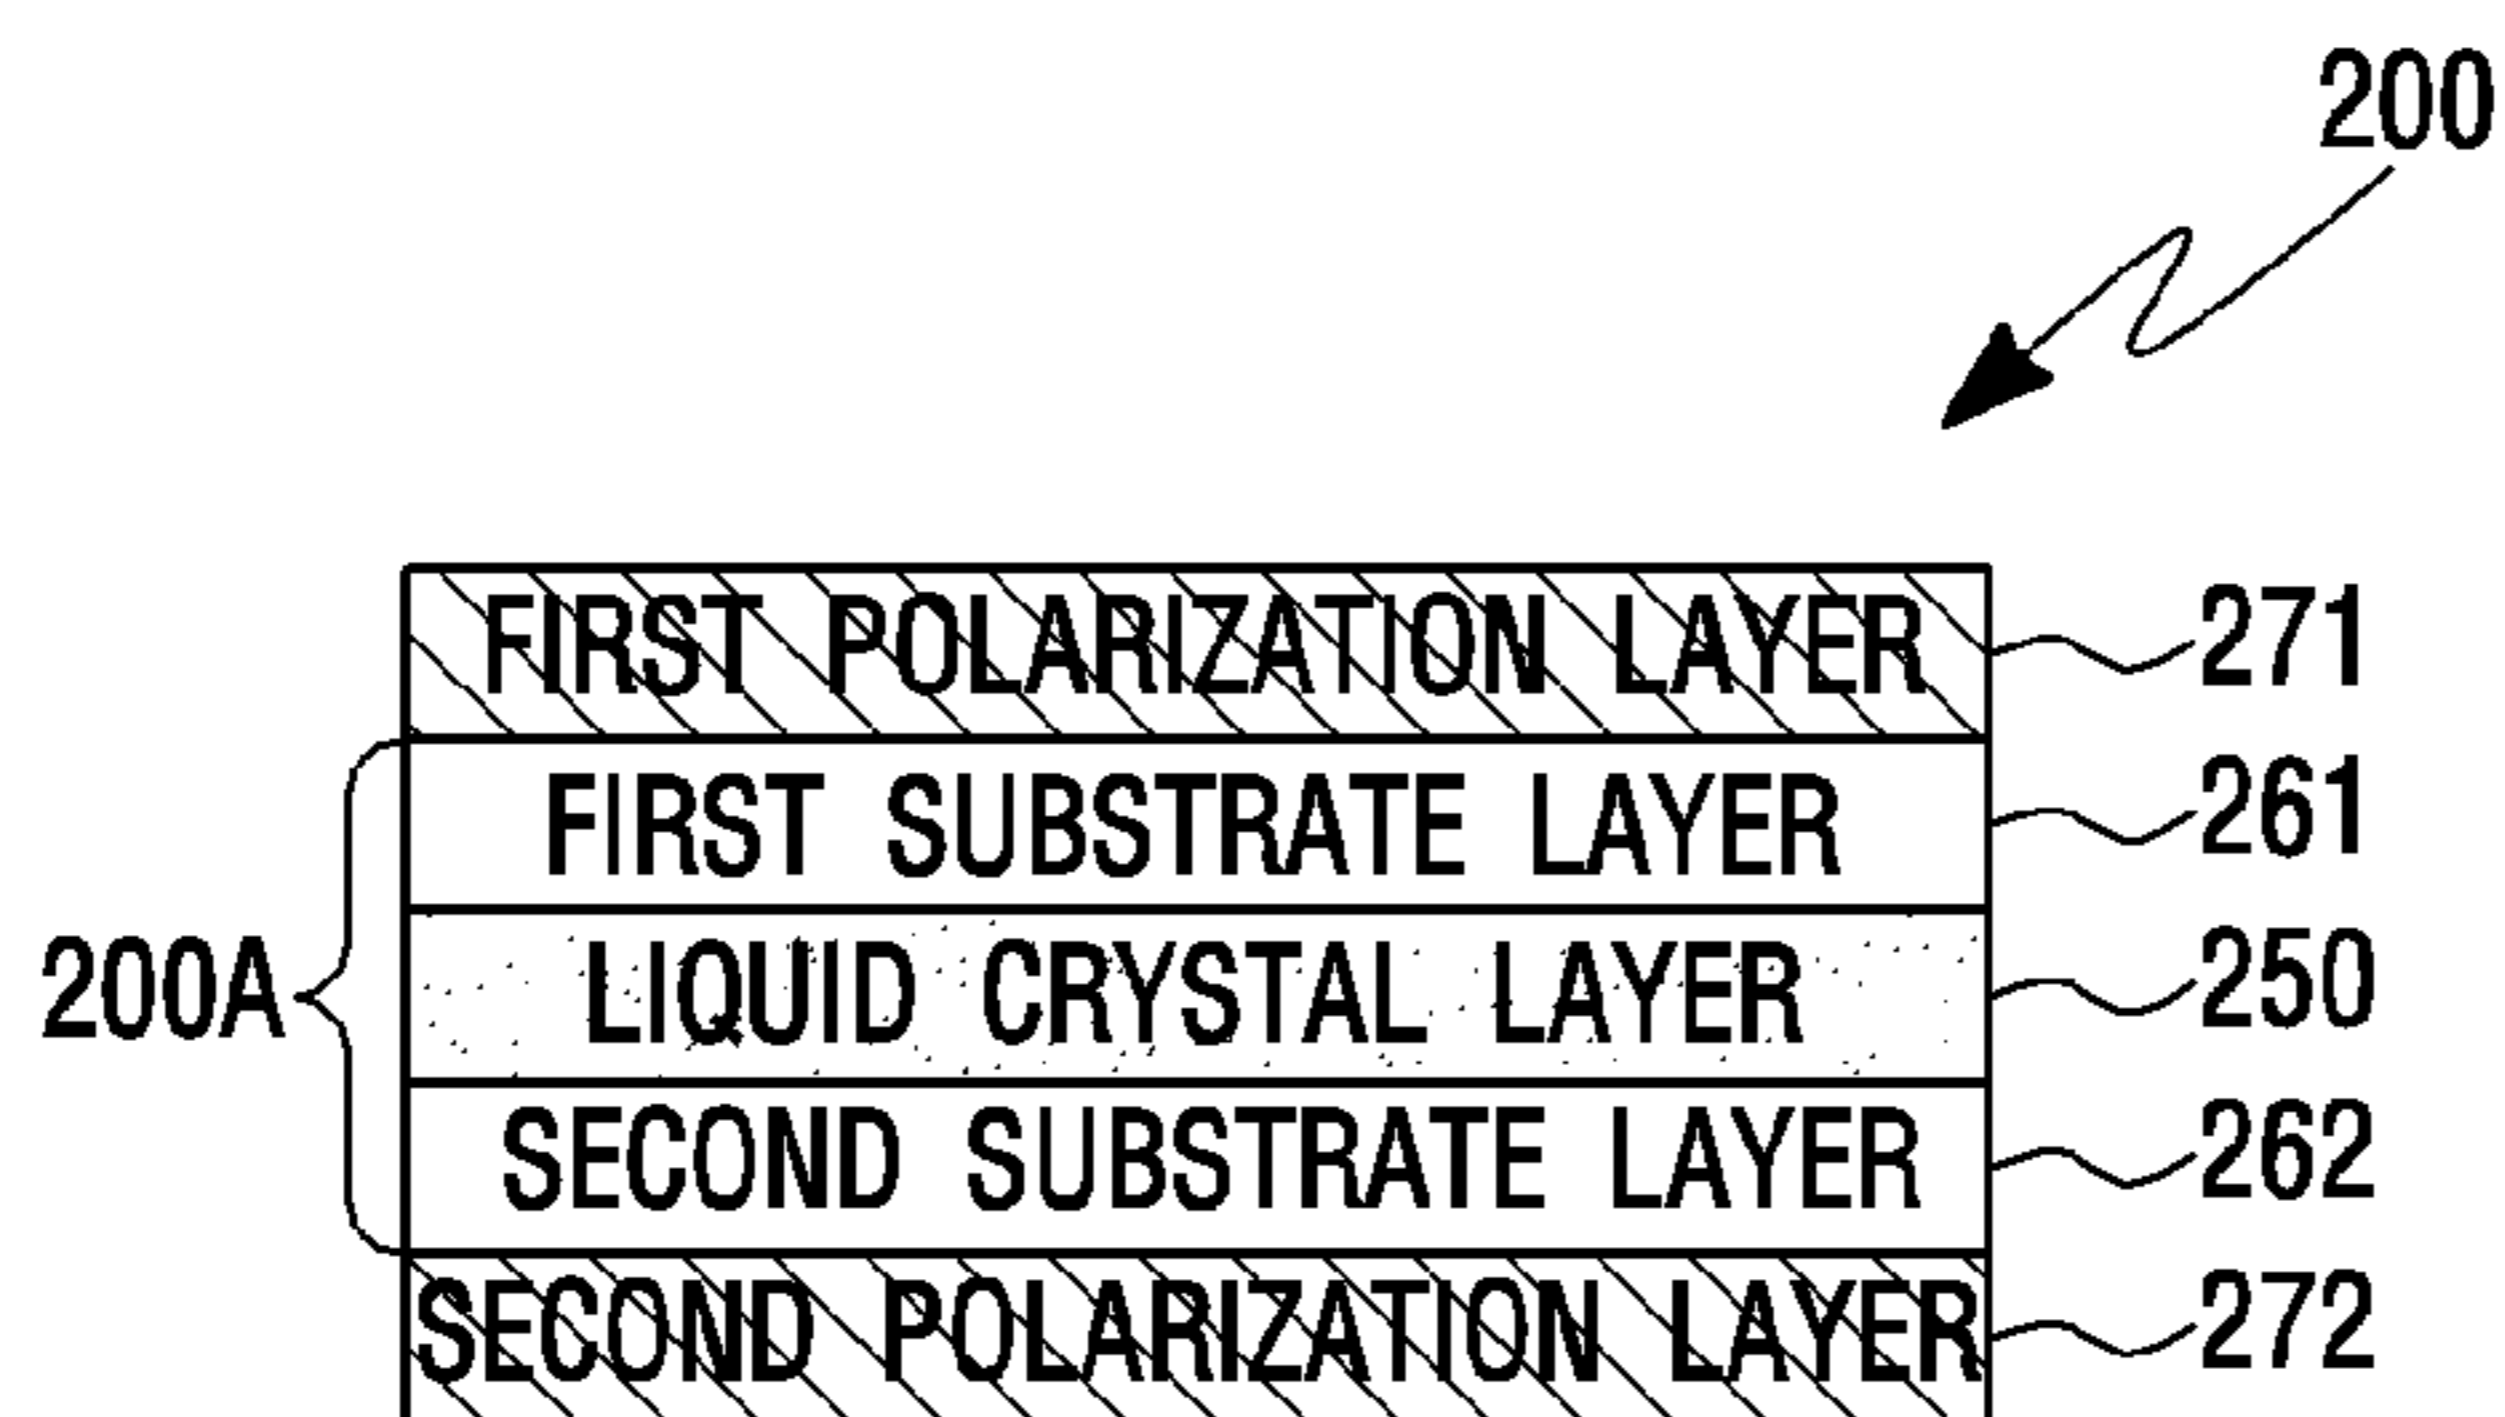 200
FIRST POLARIZATION LAYER 271
FIRST SUBSTRATE LAYER 261
200A LIQUID CRYSTAL LAYER 250
SECOND SUBSTRATE LAYER 262
SECOND POLARIZATION LAYER 272